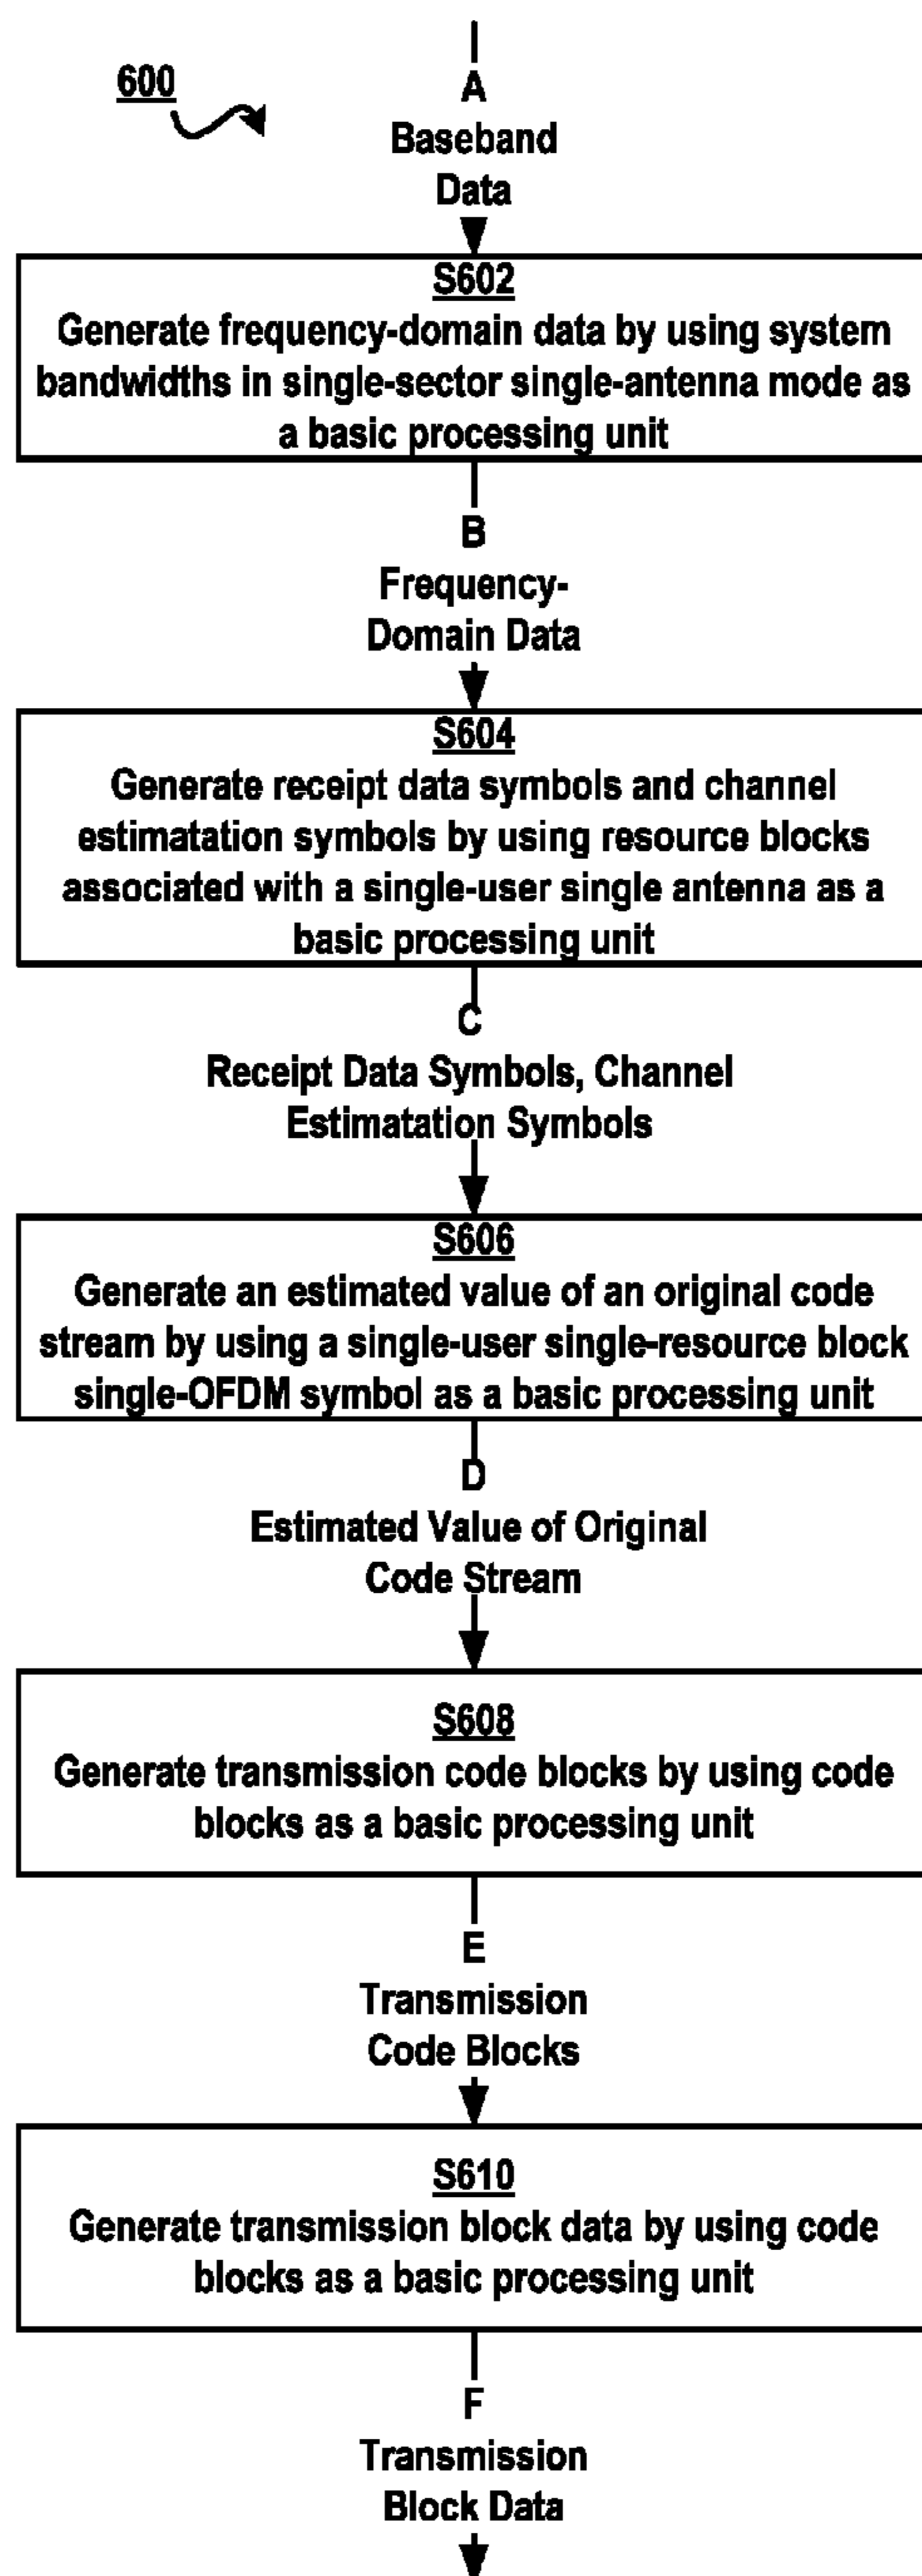 600
A
Baseband
Data
S602
Generate frequency-domain data by using system
bandwidths in single-sector single-antenna mode as
a basic processing unit
B
Frequency-
Domain Data
S604
Generate receipt data symbols and channel
estimatation symbols by using resource blocks
associated with a single-user single antenna as a
basic processing unit
C
Receipt Data Symbols, Channel
Estimatation Symbols
S606
Generate an estimated value of an original code
stream by using a single-user single-resource block
single-OFDM symbol as a basic processing unit
D
Estimated Value of Original
Code Stream
S608
Generate transmission code blocks by using code
blocks as a basic processing unit
E
Transmission
Code Blocks
S610
Generate transmission block data by using code
blocks as a basic processing unit
F
Transmission
Block Data